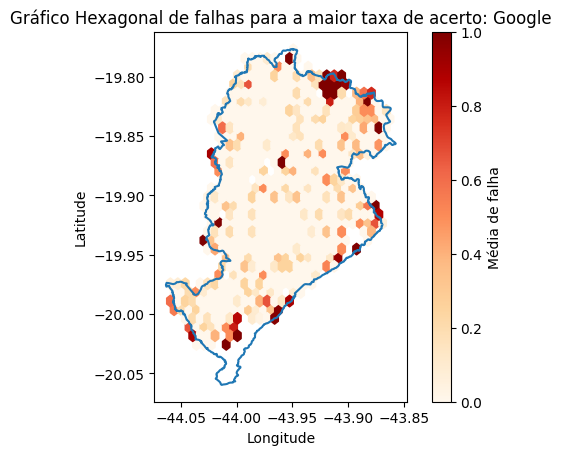 Gráfico Hexagonal de falhas para a maior taxa de acerto: Google
−19.80
−19.85
−19.90
−19.95
−20.00
−20.05
Latitude
−44.05 −44.00 −43.95 −43.90 −43.85
Longitude
1.0
0.8
0.6
0.4
0.2
0.0
Média de falha